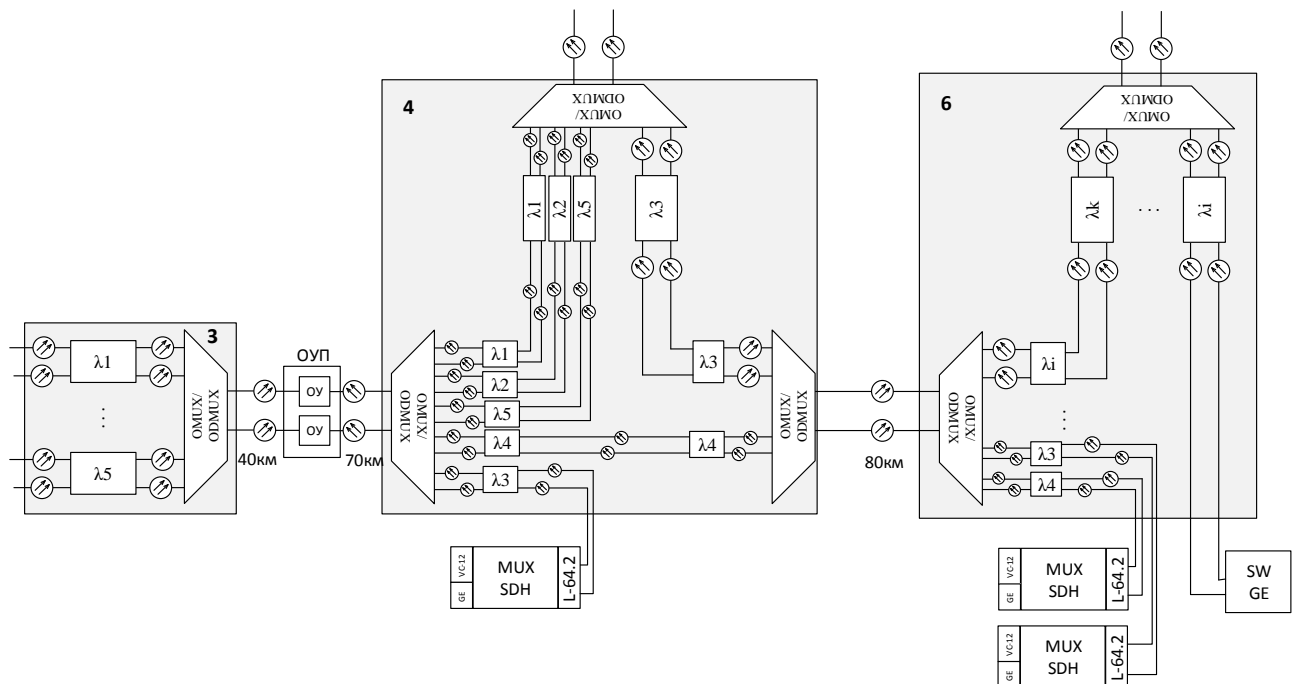 4
OMUX/
ODMUX
λ1
λ2
λ5
λ3
6
OMUX/
ODMUX
λk
. . .
λi
3
λ1
...
λ5
OMUX/
ODMUX
40км
ОУП
ОУ
ОУ
70км
OMUX/
ODMUX
λ1
λ2
λ5
λ4
λ3
λ3
λ4
OMUX/
ODMUX
80км
OMUX/
ODMUX
λi
...
λ3
λ4
VC-12
GE
MUX
SDH
L-64.2
VC-12
GE
MUX
SDH
L-64.2
SW
GE
VC-12
GE
MUX
SDH
L-64.2